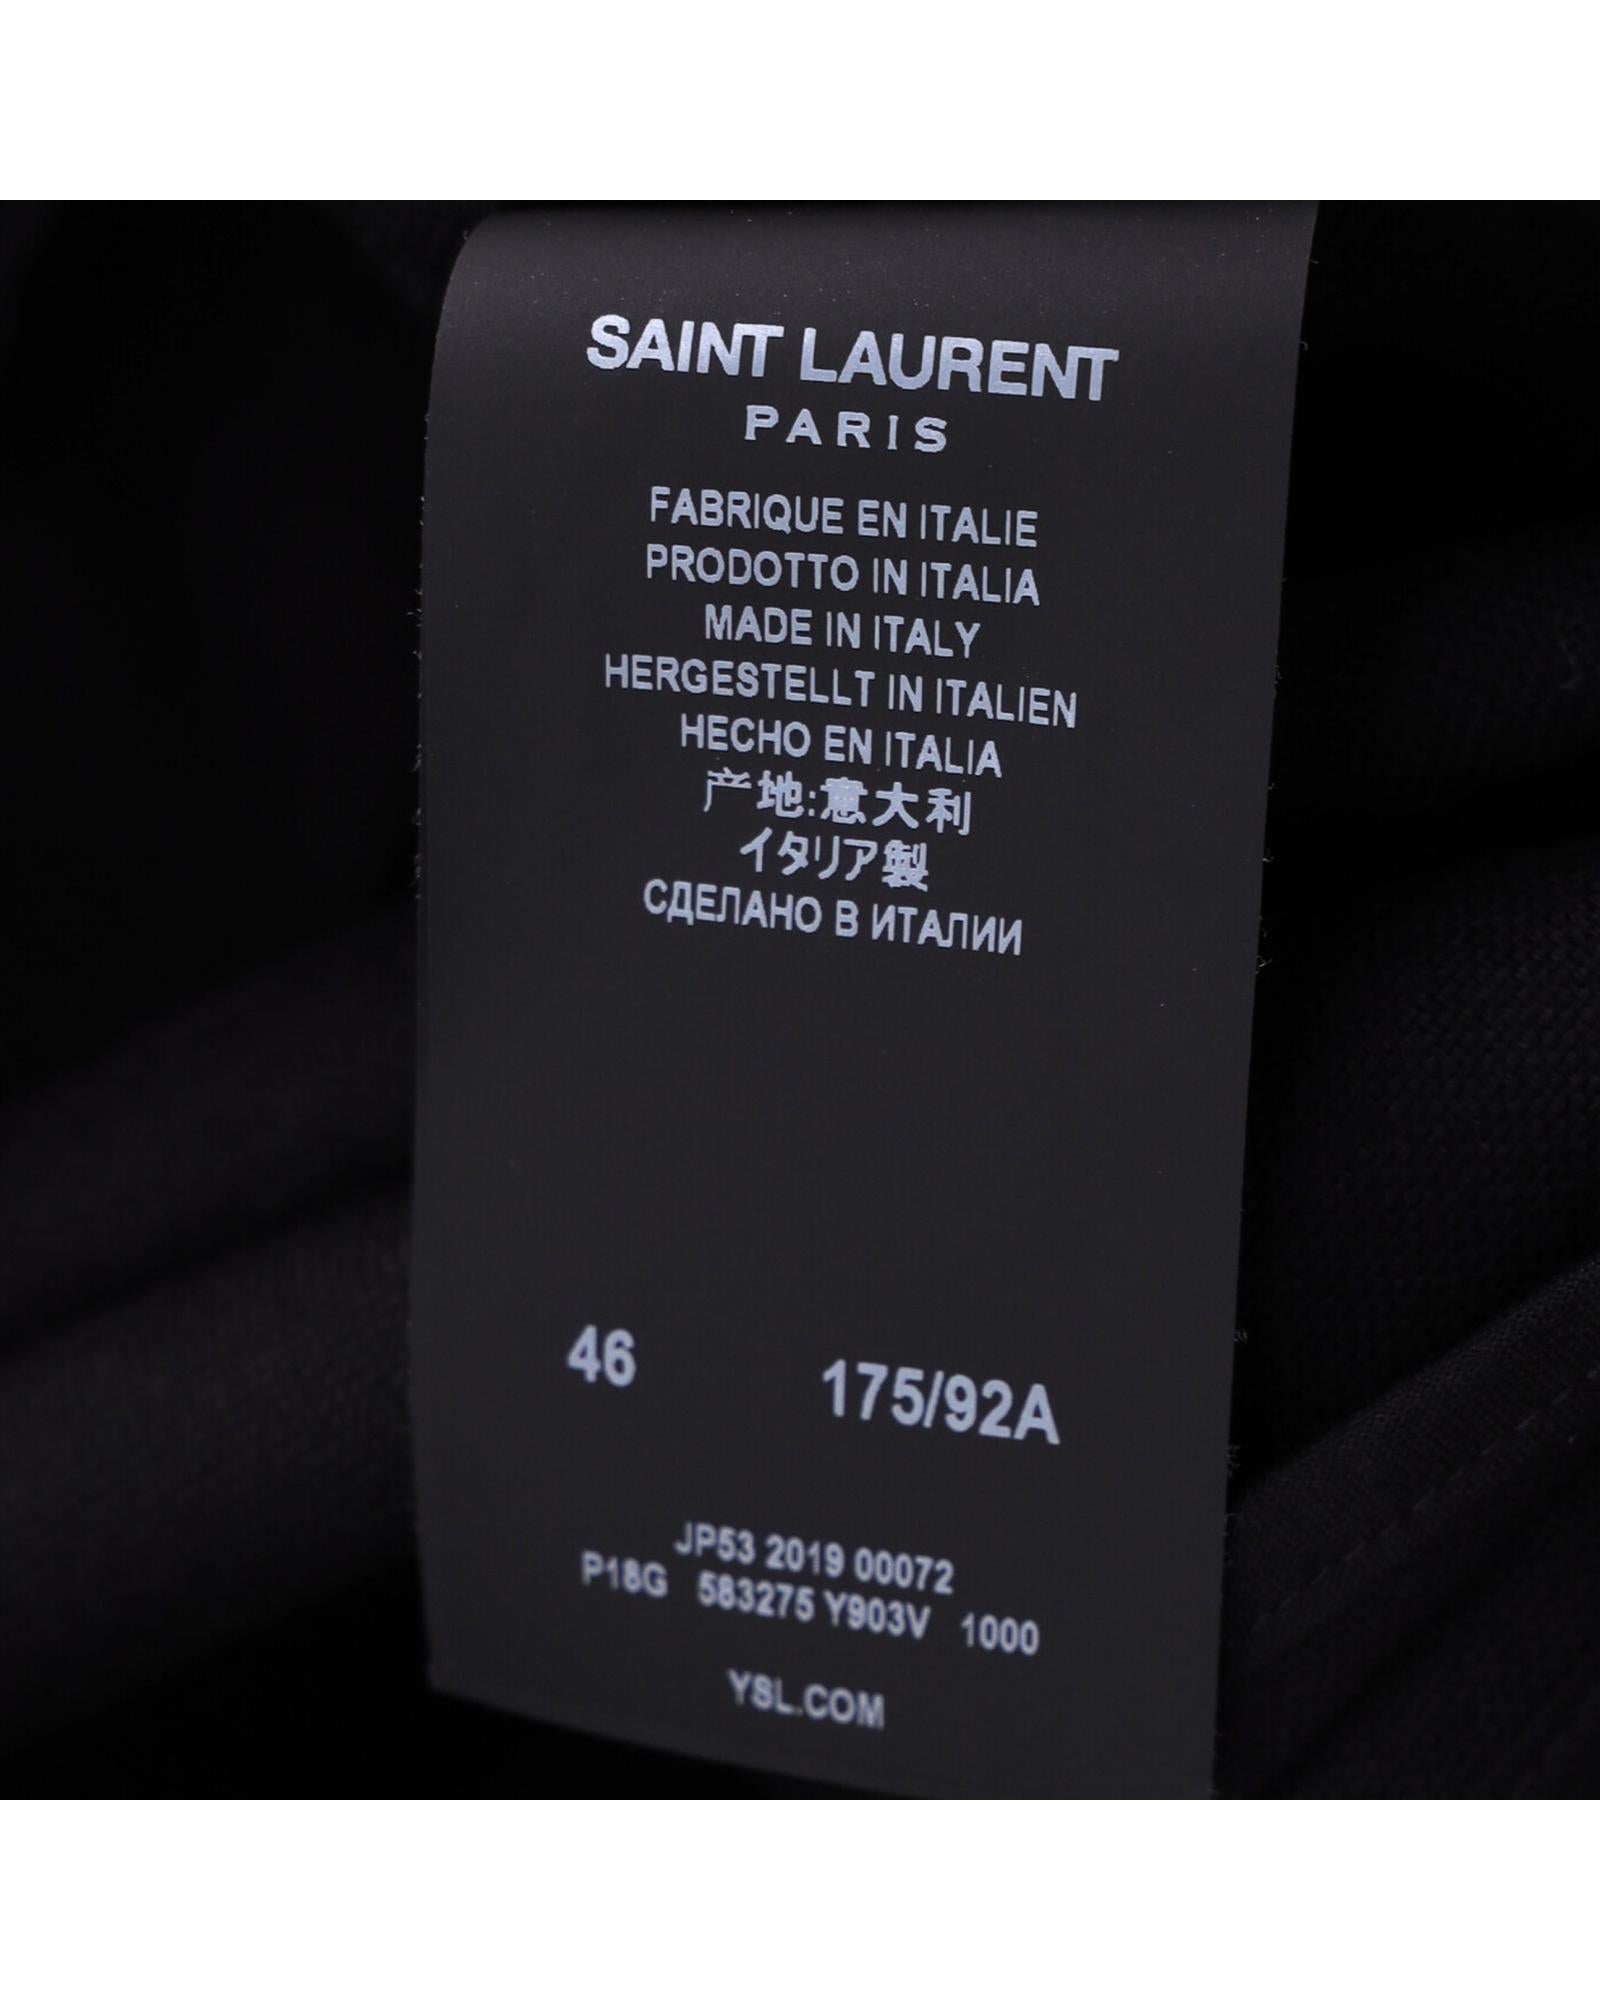 SAINT LAURENT
PARIS
FABRIQUE EN ITALIE
PRODOTTO IN ITALIA
MADE IN ITALY
HERGESTELLT IN ITALIEN
HECHO EN ITALIA
产地:意大利
イタリア製
СДЕЛАНО В ИТАЛИИ
46 175/92A
JP53 2019 00072
P18G 583275 Y903V 1000
YSL.COM